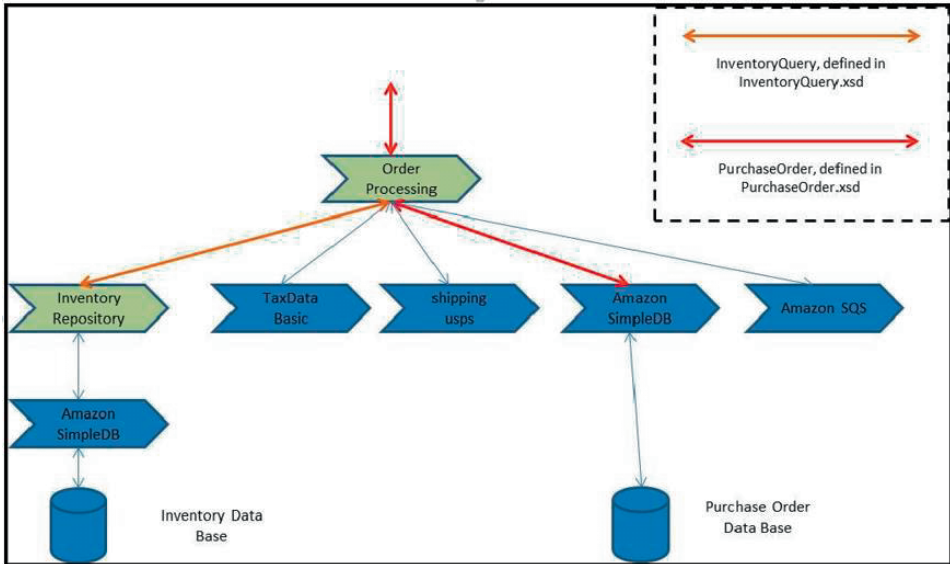 InventoryQuery, defined in
InventoryQuery.xsd
PurchaseOrder, defined in
PurchaseOrder.xsd
Order
Processing
Inventory
Repository
TaxData
Basic
shipping
usps
Amazon
SimpleDB
Amazon SQS
Amazon
SimpleDB
Inventory Data
Base
Purchase Order
Data Base